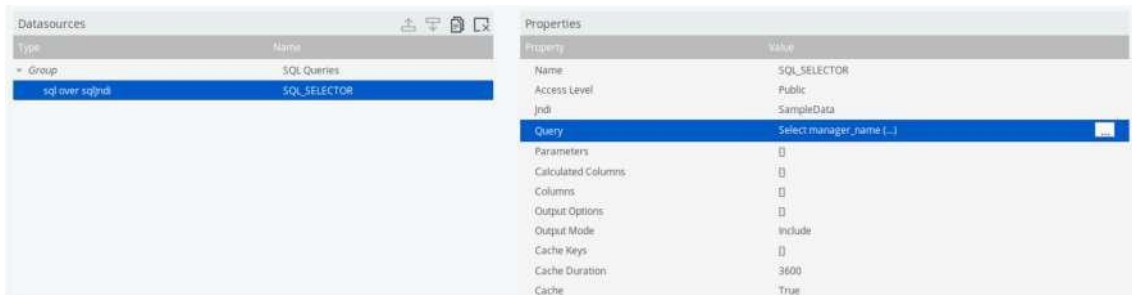 Datasources
Type Name
Group SQL Queries
sql over sqlJndi SQL_SELECTOR
Properties
Property Value
Name SQL_SELECTOR
Access Level Public
Jndi SampleData
Query Select manager_name (...) ...
Parameters []
Calculated Columns []
Columns []
Output Options []
Output Mode Include
Cache Keys []
Cache Duration 3600
Cache True